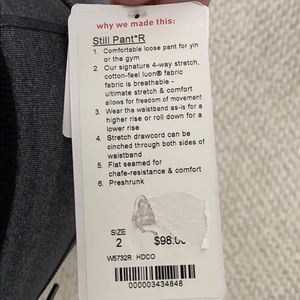 why we made this:
Still Pant*R
1. Comfortable loose pant for yin
or the gym
2. Our signature 4-way stretch,
cotton-feel luon® fabric
fabric is breathable -
ultimate stretch & comfort
allows for freedom of movement
3. Wear the waistband as-is for a
higher rise or roll down for a
lower rise
4. Stretch drawcord can be
cinched through both sides of
waistband
5. Flat seamed for
chafe-resistance & comfort
6. Preshrunk
SIZE
2 $98.00
W5732R HDCO
000003434848